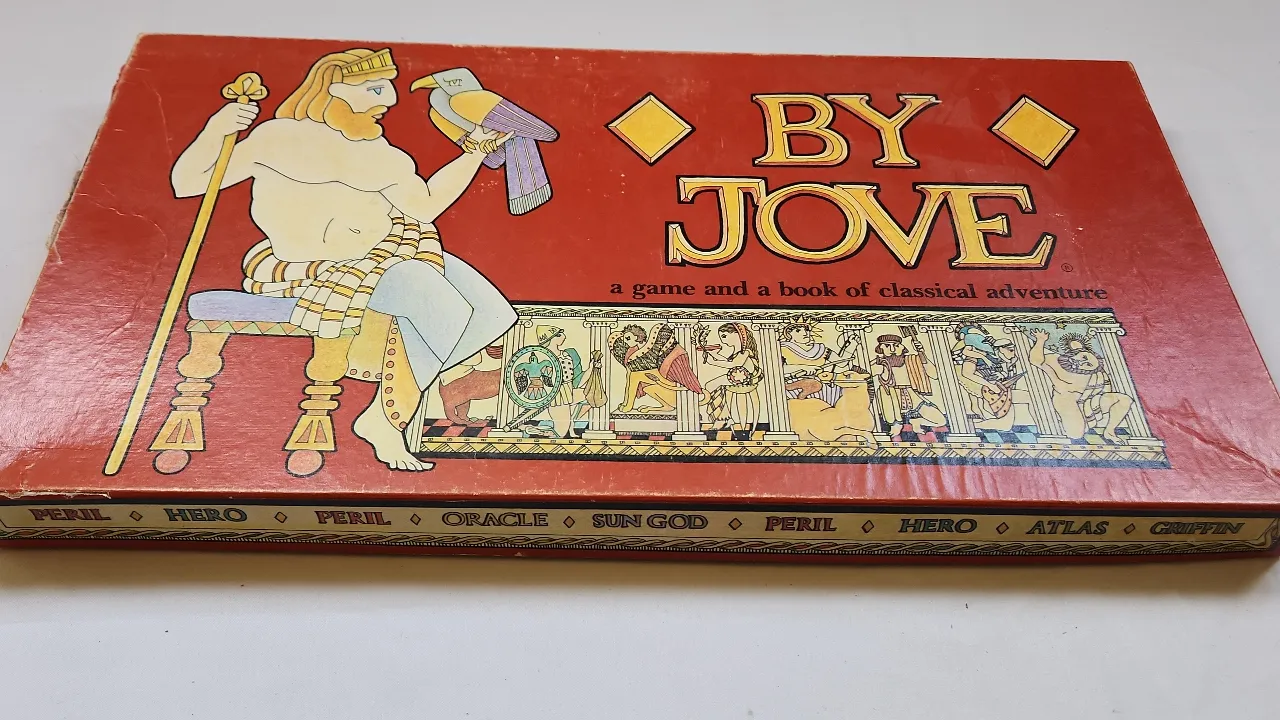 BY
JOVE®
a game and a book of classical adventure
PERIL ◇ HERO ◇ PERIL ◇ ORACLE ◇ SUN GOD ◇ PERIL ◇ HERO ◇ ATLAS ◇ GRIFFIN